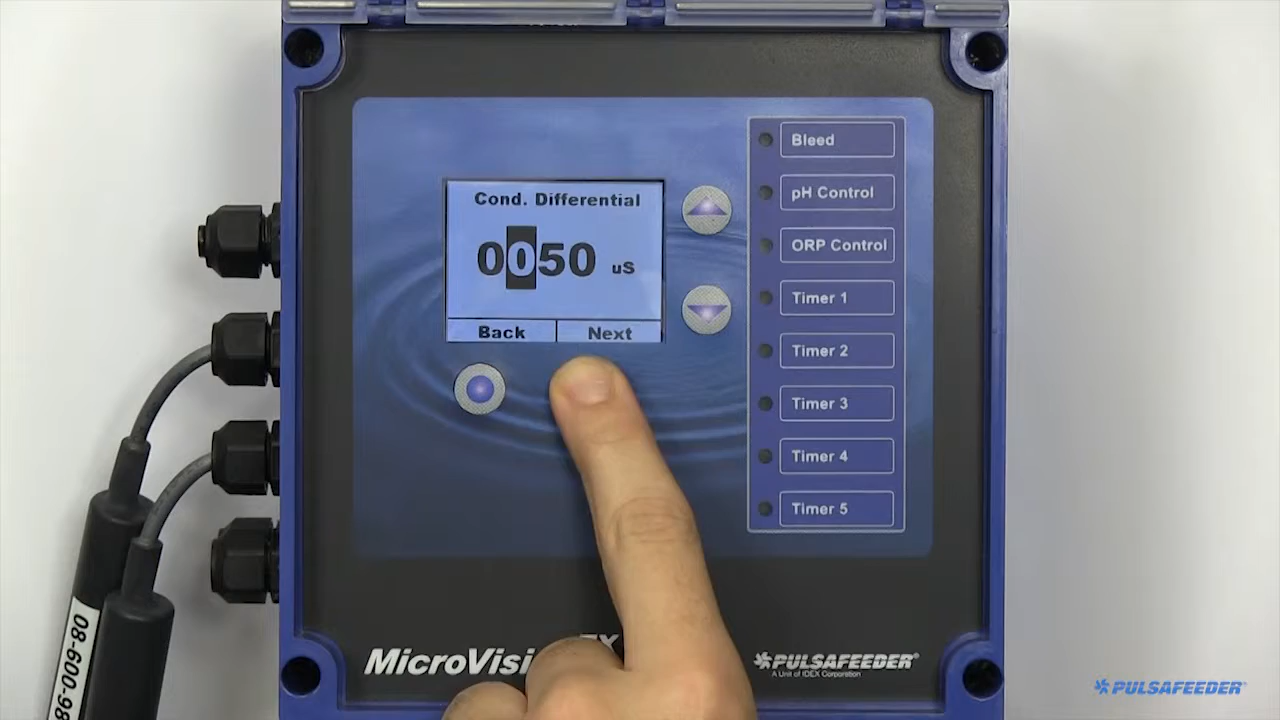 Cond. Differential
0050 uS
Back Next
Bleed
pH Control
ORP Control
Timer 1
Timer 2
Timer 3
Timer 4
Timer 5
PULSAFEEDER®
A Unit of IDEX Corporation
PULSAFEEDER